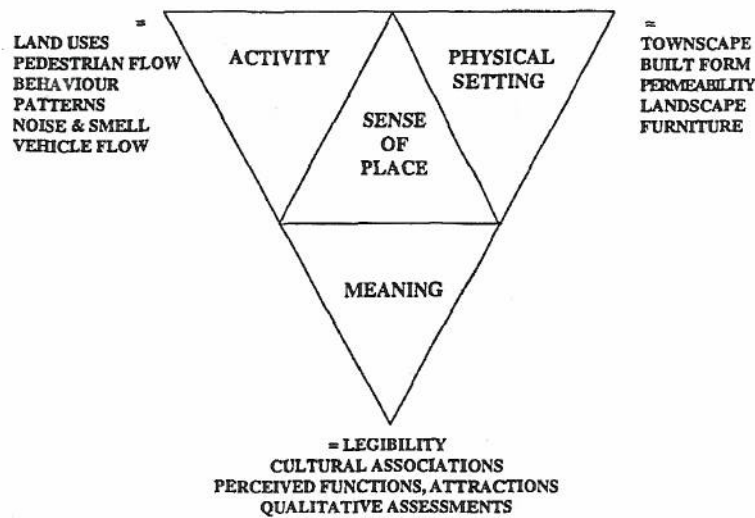 =
LAND USES
PEDESTRIAN FLOW
BEHAVIOUR
PATTERNS
NOISE & SMELL
VEHICLE FLOW
ACTIVITY
PHYSICAL
SETTING
SENSE
OF
PLACE
MEANING
=
TOWNSCAPE
BUILT FORM
PERMEABILITY
LANDSCAPE
FURNITURE
= LEGIBILITY
CULTURAL ASSOCIATIONS
PERCEIVED FUNCTIONS, ATTRACTIONS
QUALITATIVE ASSESSMENTS